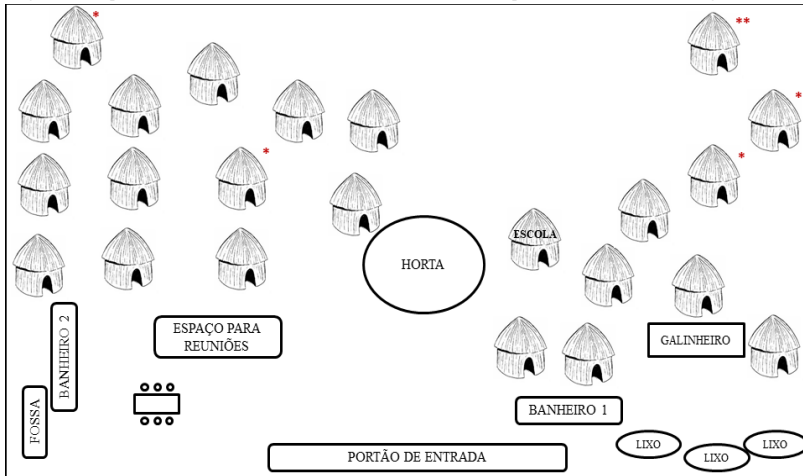 *
**
*
*
*
ESCOLA
HORTA
BANHEIRO 2
ESPAÇO PARA
REUNIÕES
GALINHEIRO
FOSSA
BANHEIRO 1
PORTÃO DE ENTRADA
LIXO
LIXO
LIXO